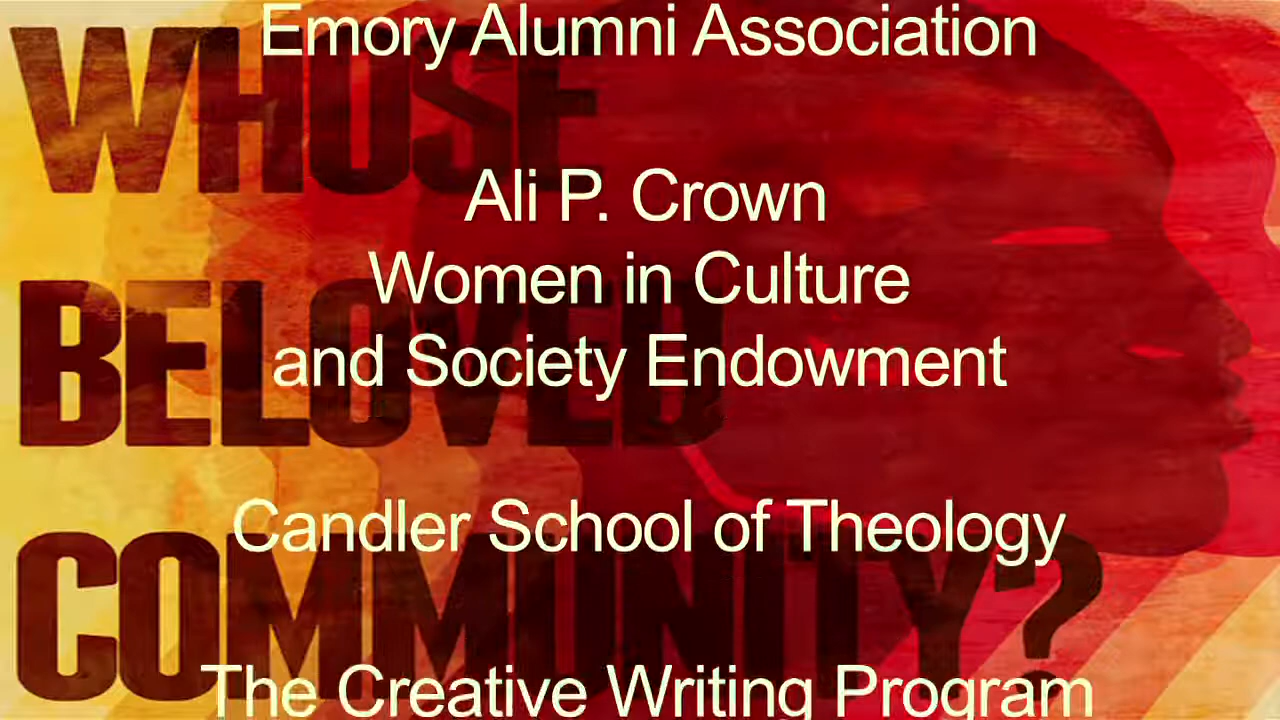 Emory Alumni Association
WHOSE
Ali P. Crown
Women in Culture
BELOVED
and Society Endowment
Candler School of Theology
COMMUNITY?
The Creative Writing Program